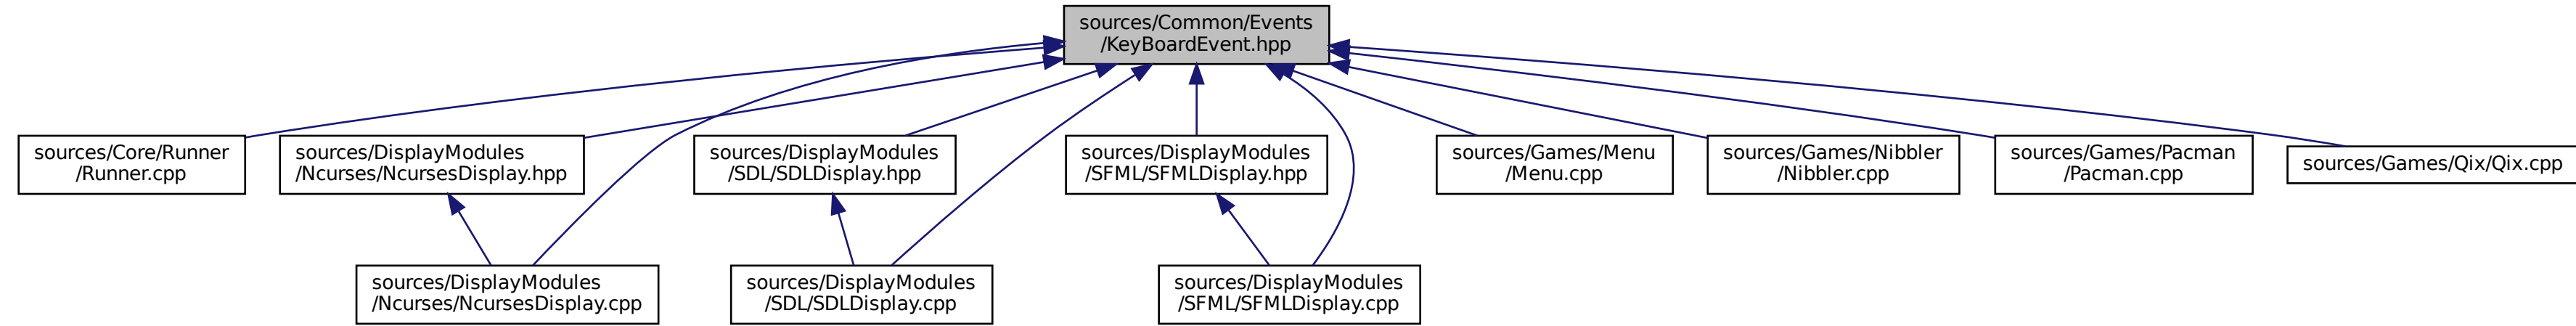 sources/Common/Events
/KeyBoardEvent.hpp
sources/Core/Runner
/Runner.cpp
sources/DisplayModules
/Ncurses/NcursesDisplay.hpp
sources/DisplayModules
/SDL/SDLDisplay.hpp
sources/DisplayModules
/SFML/SFMLDisplay.hpp
sources/Games/Menu
/Menu.cpp
sources/Games/Nibbler
/Nibbler.cpp
sources/Games/Pacman
/Pacman.cpp
sources/Games/Qix/Qix.cpp
sources/DisplayModules
/Ncurses/NcursesDisplay.cpp
sources/DisplayModules
/SDL/SDLDisplay.cpp
sources/DisplayModules
/SFML/SFMLDisplay.cpp